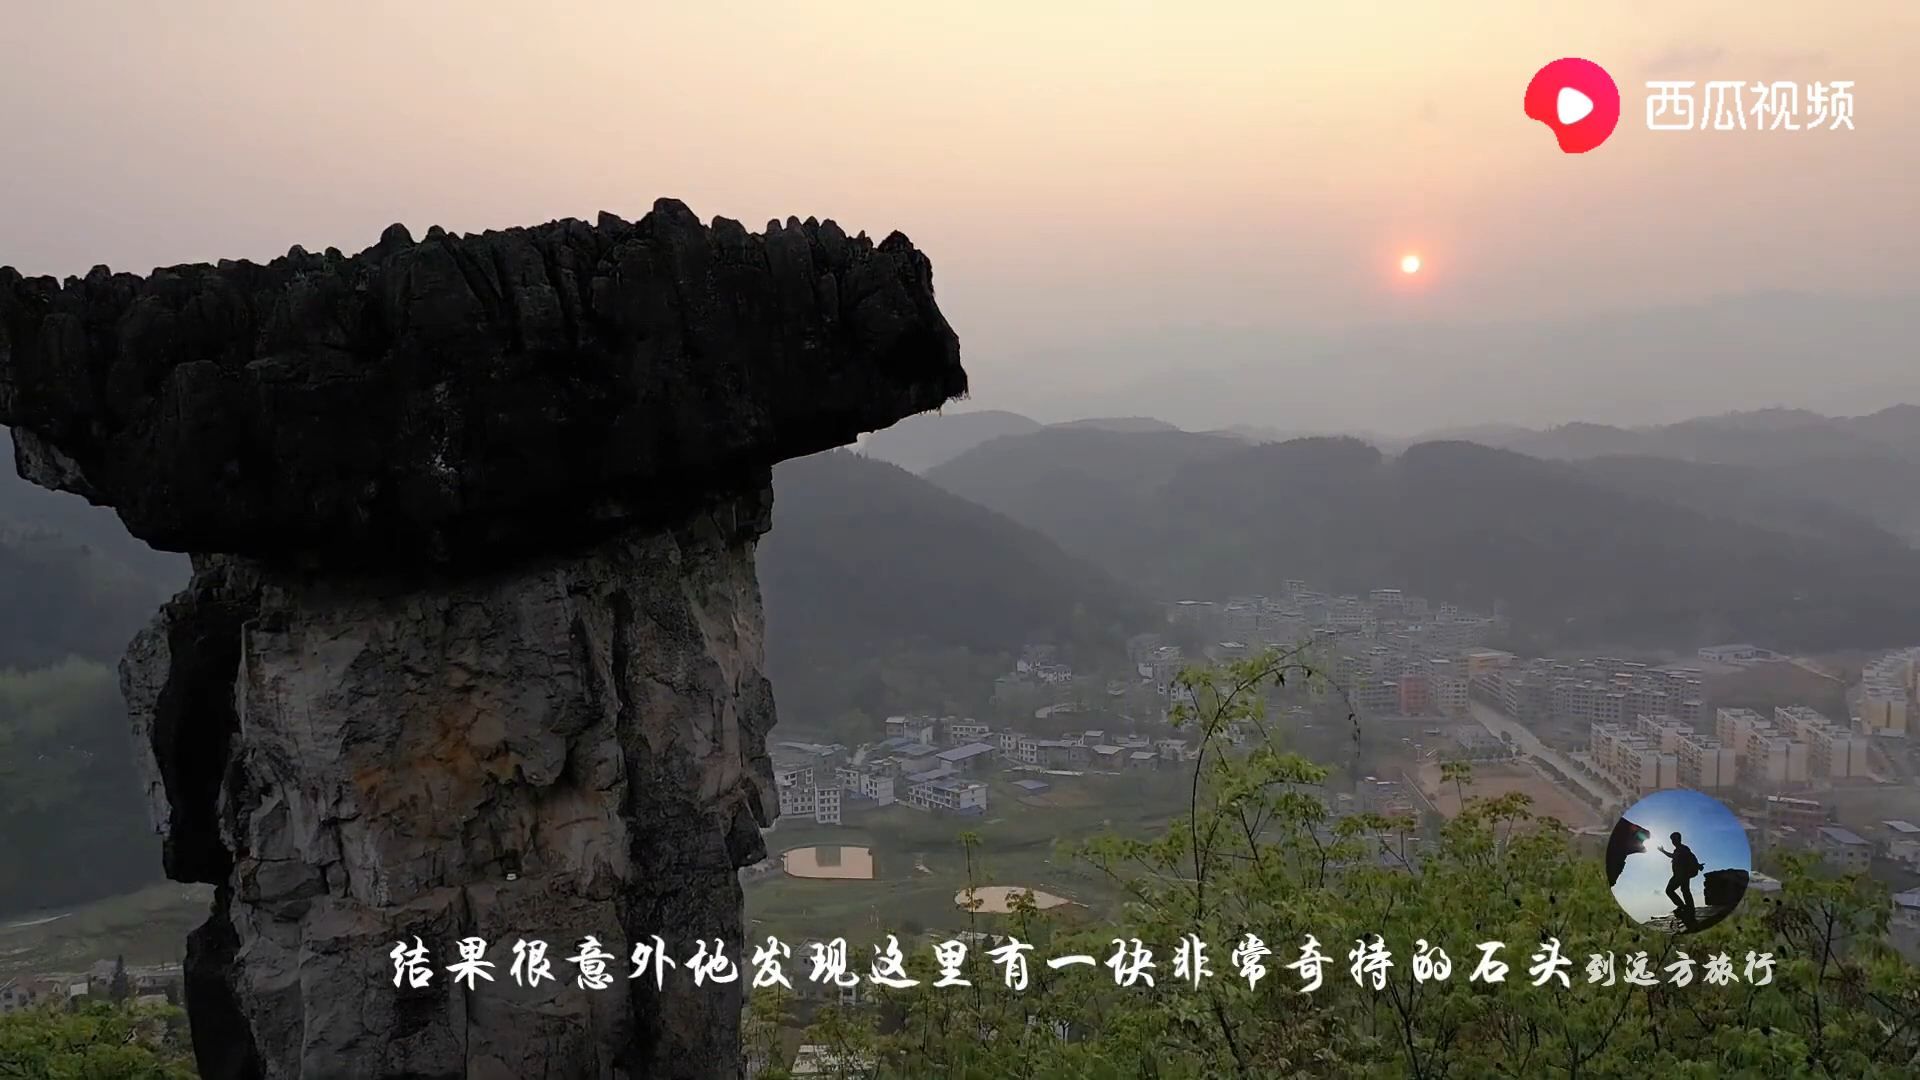 西瓜视频
结果很意外地发现这里有一块非常奇特的石头
到远方旅行